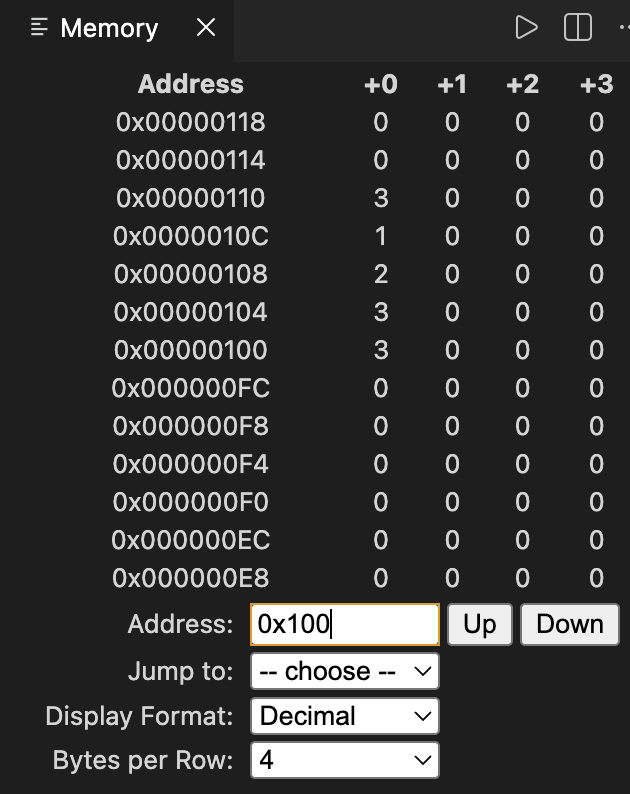 Memory
Address +0 +1 +2 +3
0x00000118 0 0 0 0
0x00000114 0 0 0 0
0x00000110 3 0 0 0
0x0000010C 1 0 0 0
0x00000108 2 0 0 0
0x00000104 3 0 0 0
0x00000100 3 0 0 0
0x000000FC 0 0 0 0
0x000000F8 0 0 0 0
0x000000F4 0 0 0 0
0x000000F0 0 0 0 0
0x000000EC 0 0 0 0
0x000000E8 0 0 0 0
Address: 0x100 Up Down
Jump to: -- choose --
Display Format: Decimal
Bytes per Row: 4